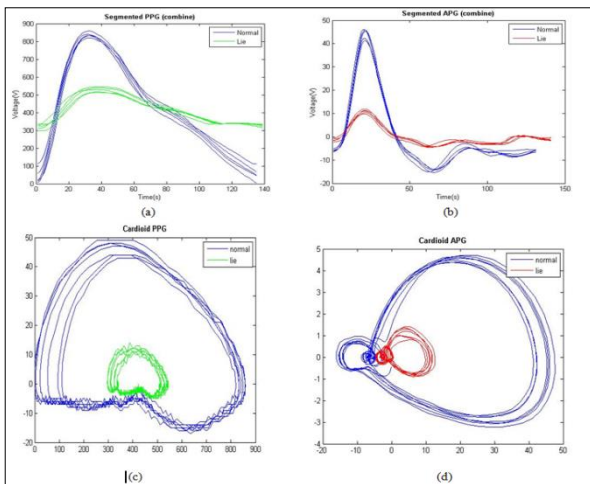 Segmented PPG (combine)
Normal
Lie
Voltage(V)
900
800
700
600
500
400
300
200
100
0
0 20 40 60 80 100 120 140
Time(s)
(a)
Segmented APG (combine)
Normal
Lie
Voltage(V)
50
40
30
20
10
0
-10
-20
0 50 100 150
Time(s)
(b)
Cardioid PPG
normal
lie
50
40
30
20
10
0
-10
-20
0 100 200 300 400 500 600 700 800 900
(c)
Cardioid APG
normal
lie
5
4
3
2
1
0
-1
-2
-3
-4
-20 -10 0 10 20 30 40 50
(d)